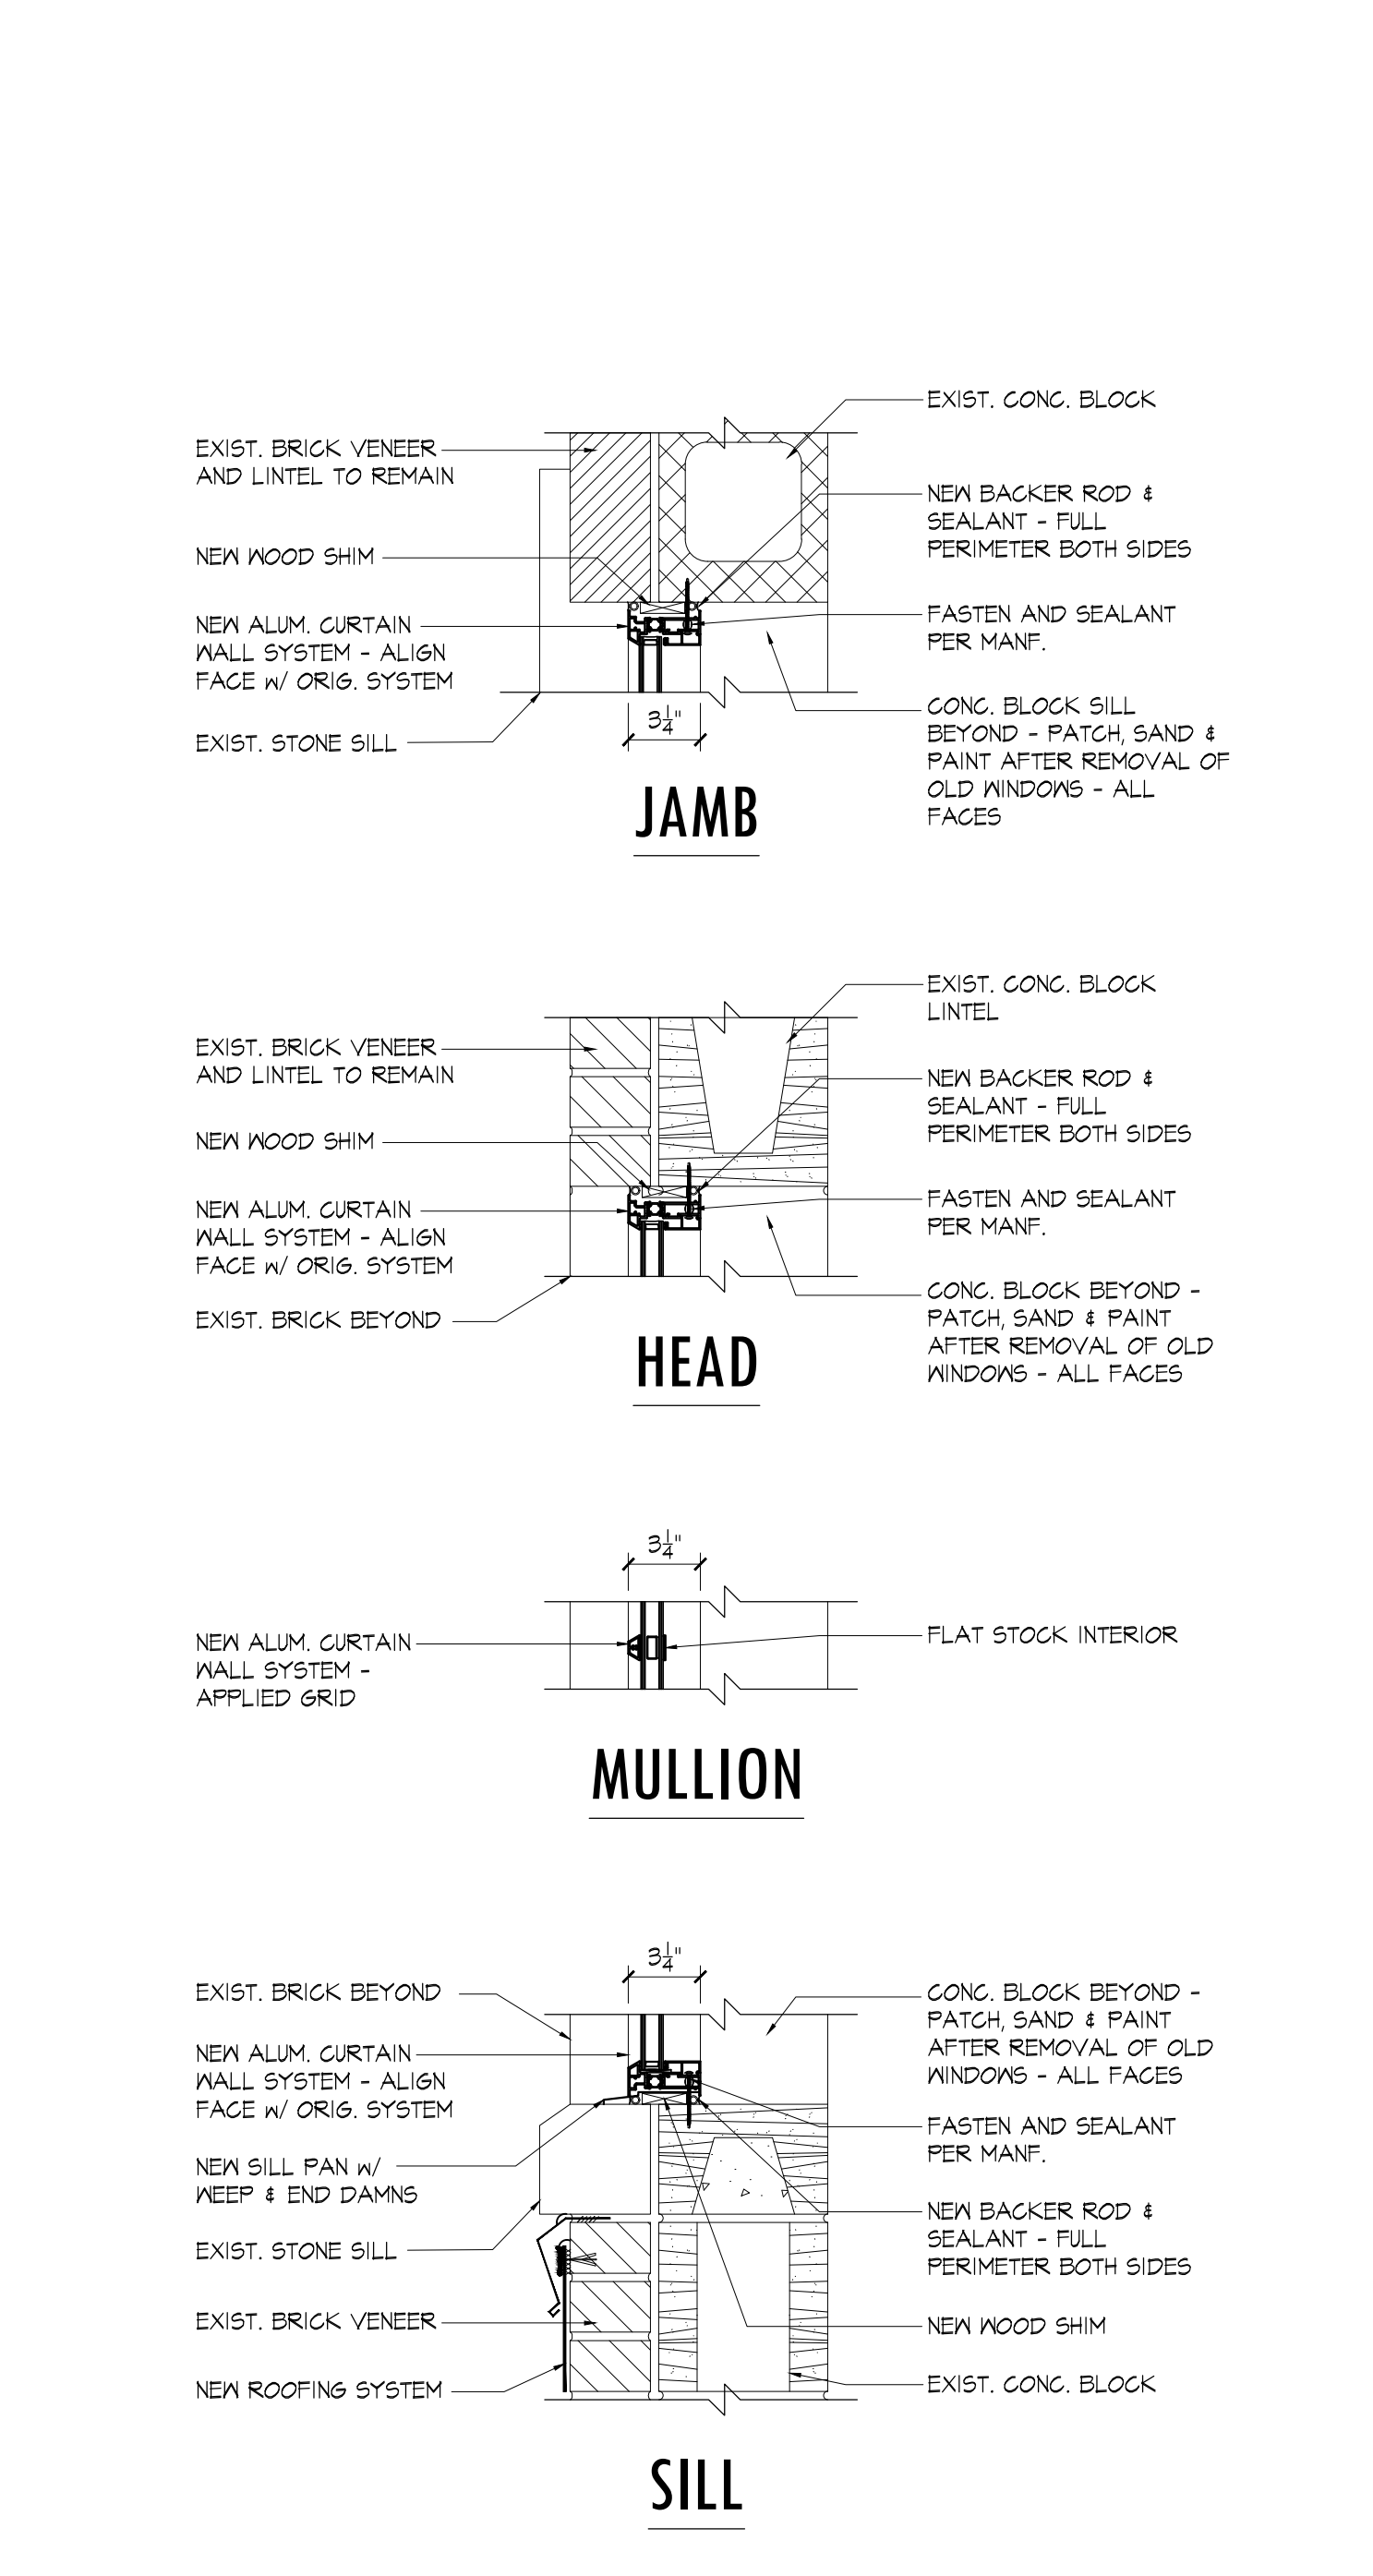 EXIST. BRICK VENEER
AND LINTEL TO REMAIN
NEW WOOD SHIM
NEW ALUM. CURTAIN
WALL SYSTEM - ALIGN
FACE w/ ORIG. SYSTEM
EXIST. STONE SILL
EXIST. CONC. BLOCK
NEW BACKER ROD &
SEALANT - FULL
PERIMETER BOTH SIDES
FASTEN AND SEALANT
PER MANF.
CONC. BLOCK SILL
BEYOND - PATCH, SAND &
PAINT AFTER REMOVAL OF
OLD WINDOWS - ALL
FACES
3 1/4"
JAMB
EXIST. BRICK VENEER
AND LINTEL TO REMAIN
NEW WOOD SHIM
NEW ALUM. CURTAIN
WALL SYSTEM - ALIGN
FACE w/ ORIG. SYSTEM
EXIST. BRICK BEYOND
EXIST. CONC. BLOCK
LINTEL
NEW BACKER ROD &
SEALANT - FULL
PERIMETER BOTH SIDES
FASTEN AND SEALANT
PER MANF.
CONC. BLOCK BEYOND -
PATCH, SAND & PAINT
AFTER REMOVAL OF OLD
WINDOWS - ALL FACES
HEAD
3 1/4"
NEW ALUM. CURTAIN
WALL SYSTEM -
APPLIED GRID
FLAT STOCK INTERIOR
MULLION
3 1/4"
EXIST. BRICK BEYOND
NEW ALUM. CURTAIN
WALL SYSTEM - ALIGN
FACE w/ ORIG. SYSTEM
NEW SILL PAN w/
WEEP & END DAMNS
EXIST. STONE SILL
EXIST. BRICK VENEER
NEW ROOFING SYSTEM
CONC. BLOCK BEYOND -
PATCH, SAND & PAINT
AFTER REMOVAL OF OLD
WINDOWS - ALL FACES
FASTEN AND SEALANT
PER MANF.
NEW BACKER ROD &
SEALANT - FULL
PERIMETER BOTH SIDES
NEW WOOD SHIM
EXIST. CONC. BLOCK
SILL